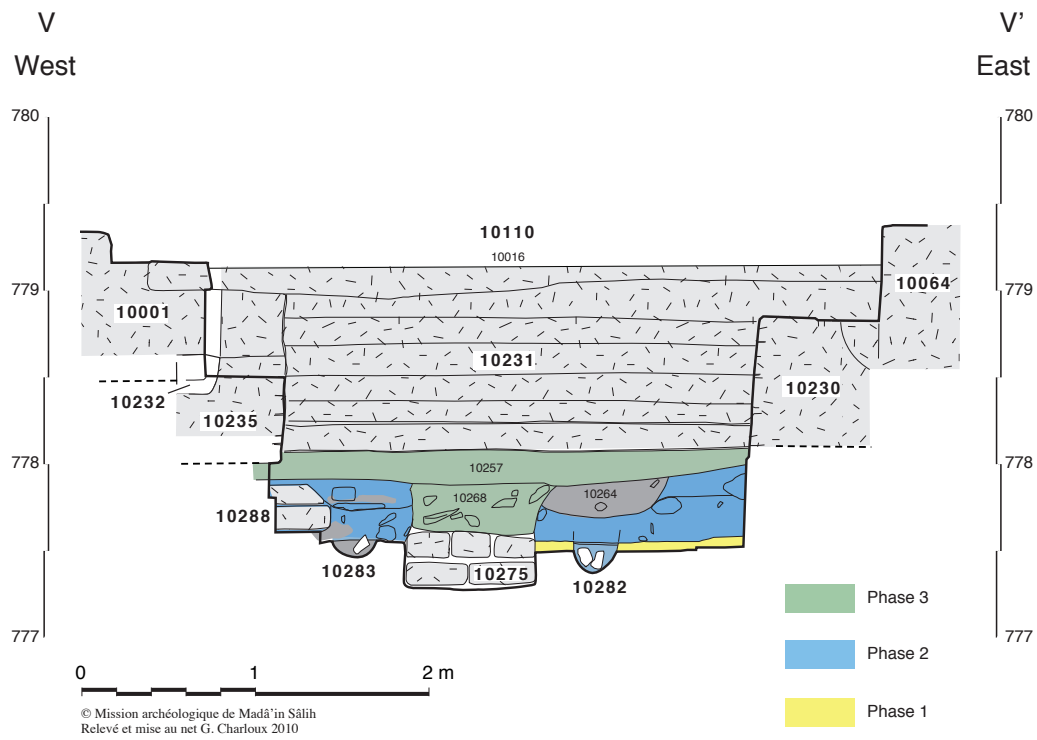 V
V'
West
East
780
780
10110
10016
779
779
10001
10064
10231
10230
10232
10235
778
778
10257
10268
10264
10288
10283
10275
10282
Phase 3
777
777
Phase 2
0 1 2 m
Phase 1
© Mission archéologique de Madâ'in Sâlih
Relevé et mise au net G. Charloux 2010